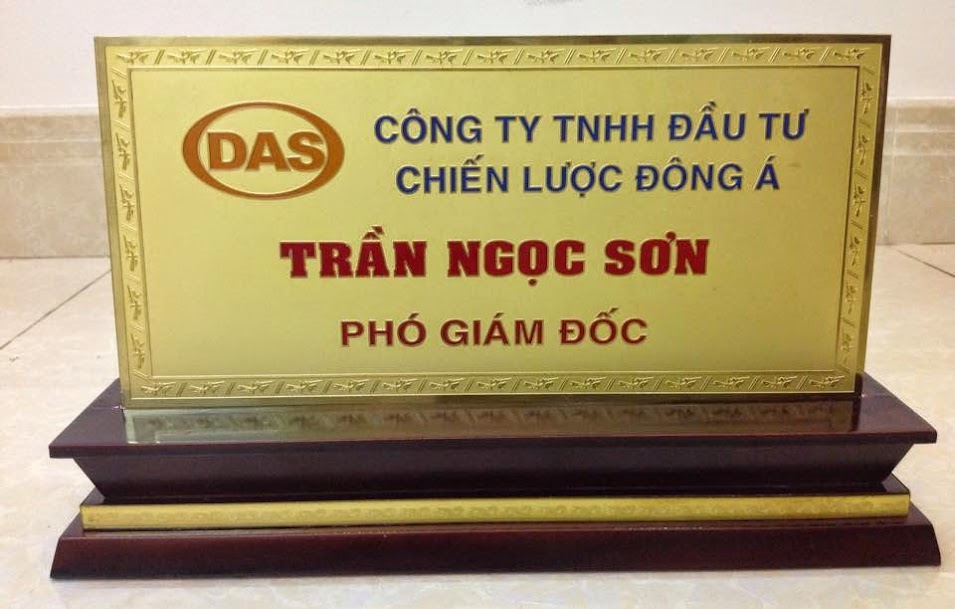 DAS
CÔNG TY TNHH ĐẦU TƯ
CHIẾN LƯỢC ĐÔNG Á
TRẦN NGỌC SƠN
PHÓ GIÁM ĐỐC